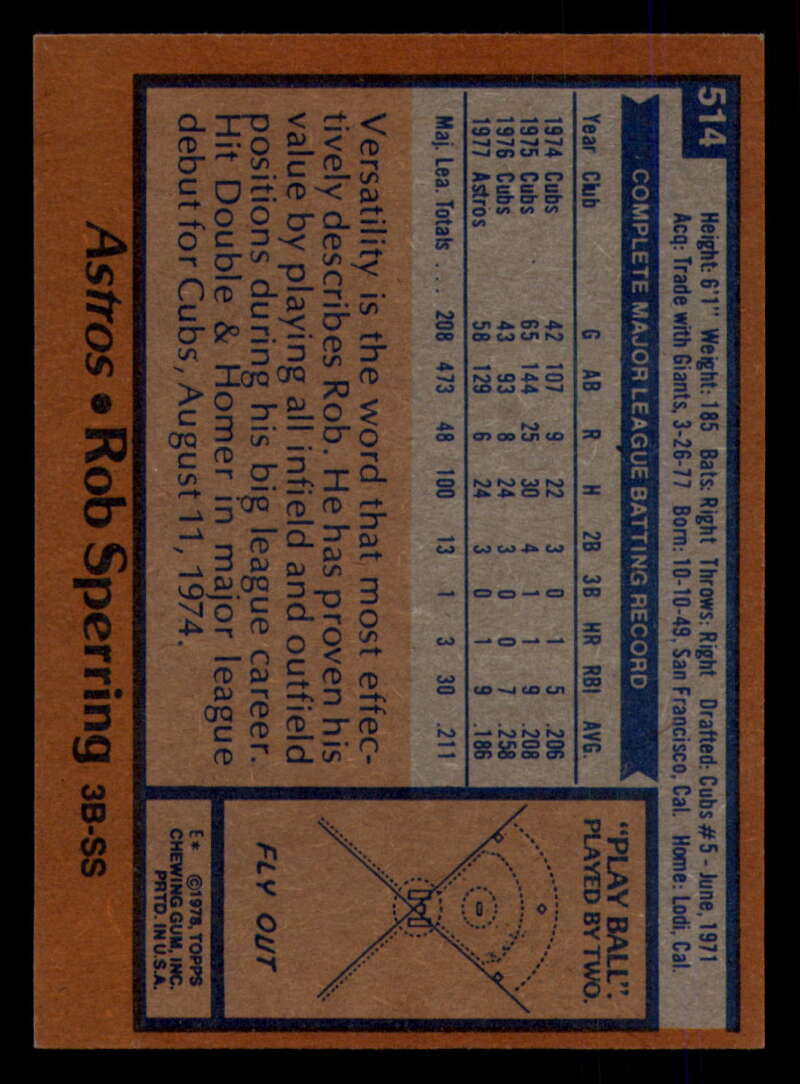 514
Height: 6'1" Weight: 185 Bats: Right Throws: Right Drafted: Cubs #5 - June, 1971
Acq: Trade with Giants, 3-26-77 Born: 10-10-49, San Francisco, Cal. Home: Lodi, Cal.
COMPLETE MAJOR LEAGUE BATTING RECORD
Year Club G AB R H 2B 3B HR RBI AVG.
1974 Cubs 42 107 9 22 3 0 1 5 .206
1975 Cubs 65 144 25 30 4 1 1 9 .208
1976 Cubs 43 93 8 24 3 0 0 7 .258
1977 Astros 58 129 6 24 3 0 1 9 .186
Maj. Lea. Totals .... 208 473 48 100 13 1 3 30 .211
Versatility is the word that most effec-
tively describes Rob. He has proven his
value by playing all infield and outfield
positions during his big league career.
Hit Double & Homer in major league
debut for Cubs, August 11, 1974.
"PLAY BALL".
PLAYED BY TWO.
FLY OUT
E* ©1978, TOPPS
CHEWING GUM, INC.
PRTD. IN U.S.A.
Astros • Rob Sperring 3B-SS